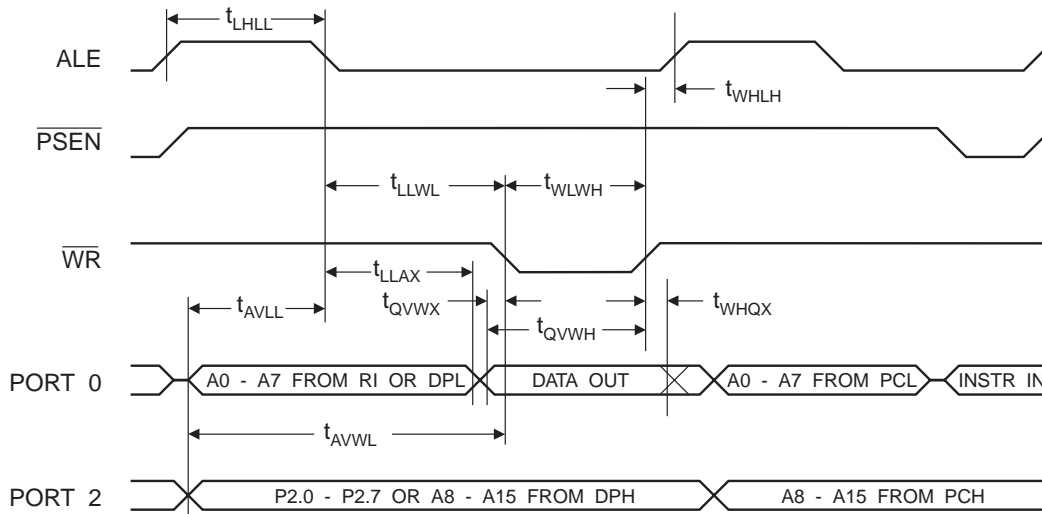 tLHLL
ALE
tWHLH
PSEN
tLLWL
tWLWH
WR
tLLAX
tQVWX
tWHQX
tAVLL
tQVWH
PORT 0
A0 - A7 FROM RI OR DPL
DATA OUT
A0 - A7 FROM PCL
INSTR IN
tAVWL
PORT 2
P2.0 - P2.7 OR A8 - A15 FROM DPH
A8 - A15 FROM PCH